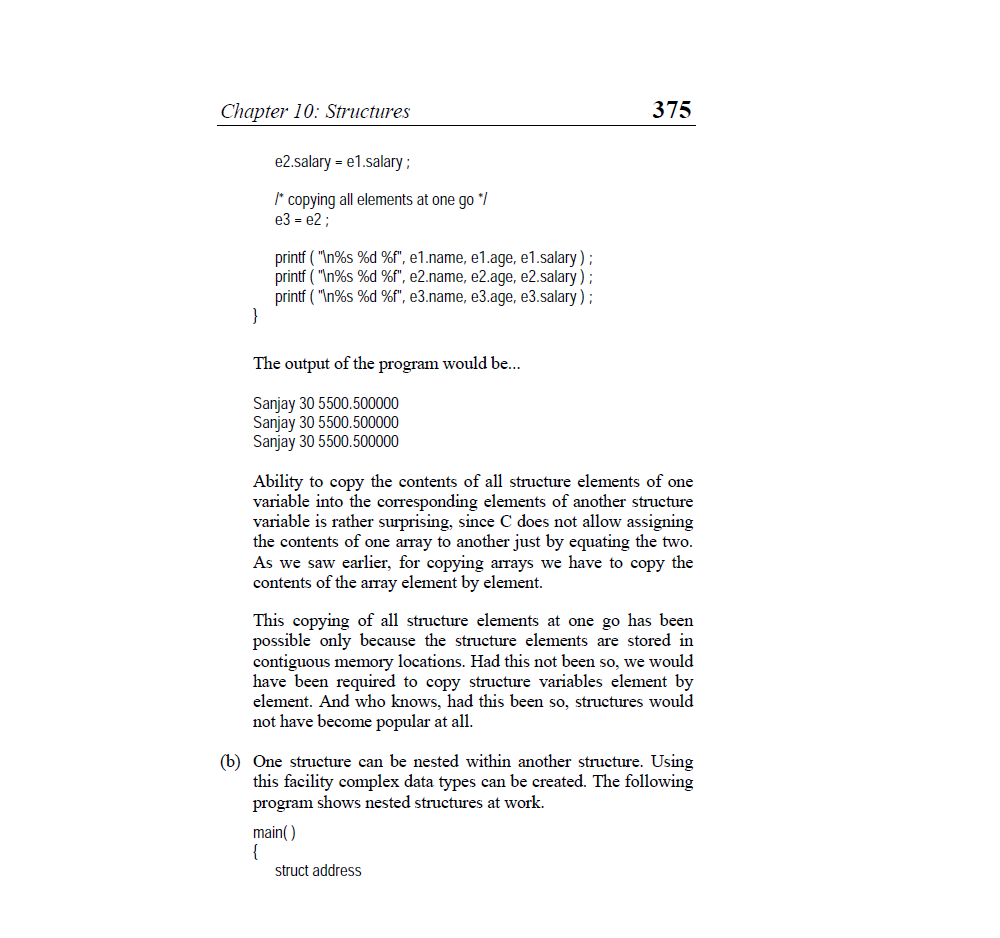 Chapter 10: Structures 375
e2.salary = e1.salary ;
/* copying all elements at one go */
e3 = e2 ;
printf ( "\n%s %d %f", e1.name, e1.age, e1.salary ) ;
printf ( "\n%s %d %f", e2.name, e2.age, e2.salary ) ;
printf ( "\n%s %d %f", e3.name, e3.age, e3.salary ) ;
}
The output of the program would be...
Sanjay 30 5500.500000
Sanjay 30 5500.500000
Sanjay 30 5500.500000
Ability to copy the contents of all structure elements of one
variable into the corresponding elements of another structure
variable is rather surprising, since C does not allow assigning
the contents of one array to another just by equating the two.
As we saw earlier, for copying arrays we have to copy the
contents of the array element by element.
This copying of all structure elements at one go has been
possible only because the structure elements are stored in
contiguous memory locations. Had this not been so, we would
have been required to copy structure variables element by
element. And who knows, had this been so, structures would
not have become popular at all.
(b) One structure can be nested within another structure. Using
this facility complex data types can be created. The following
program shows nested structures at work.
main( )
{
struct address